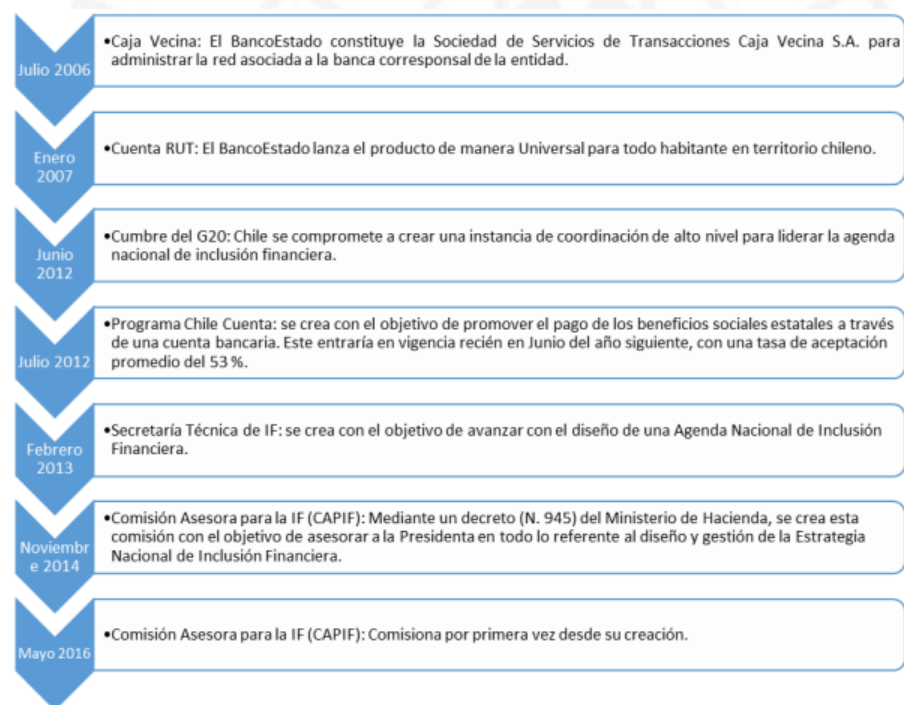 Julio 2006
•Caja Vecina: El BancoEstado constituye la Sociedad de Servicios de Transacciones Caja Vecina S.A. para
administrar la red asociada a la banca corresponsal de la entidad.
Enero
2007
•Cuenta RUT: El BancoEstado lanza el producto de manera Universal para todo habitante en territorio chileno.
Junio
2012
•Cumbre del G20: Chile se compromete a crear una instancia de coordinación de alto nivel para liderar la agenda
nacional de inclusión financiera.
Julio 2012
•Programa Chile Cuenta: se crea con el objetivo de promover el pago de los beneficios sociales estatales a través
de una cuenta bancaria. Este entraría en vigencia recién en Junio del año siguiente, con una tasa de aceptación
promedio del 53 %.
Febrero
2013
•Secretaría Técnica de IF: se crea con el objetivo de avanzar con el diseño de una Agenda Nacional de Inclusión
Financiera.
Noviembr
e 2014
•Comisión Asesora para la IF (CAPIF): Mediante un decreto (N. 945) del Ministerio de Hacienda, se crea esta
comisión con el objetivo de asesorar a la Presidenta en todo lo referente al diseño y gestión de la Estrategia
Nacional de Inclusión Financiera.
Mayo 2016
•Comisión Asesora para la IF (CAPIF): Comisiona por primera vez desde su creación.